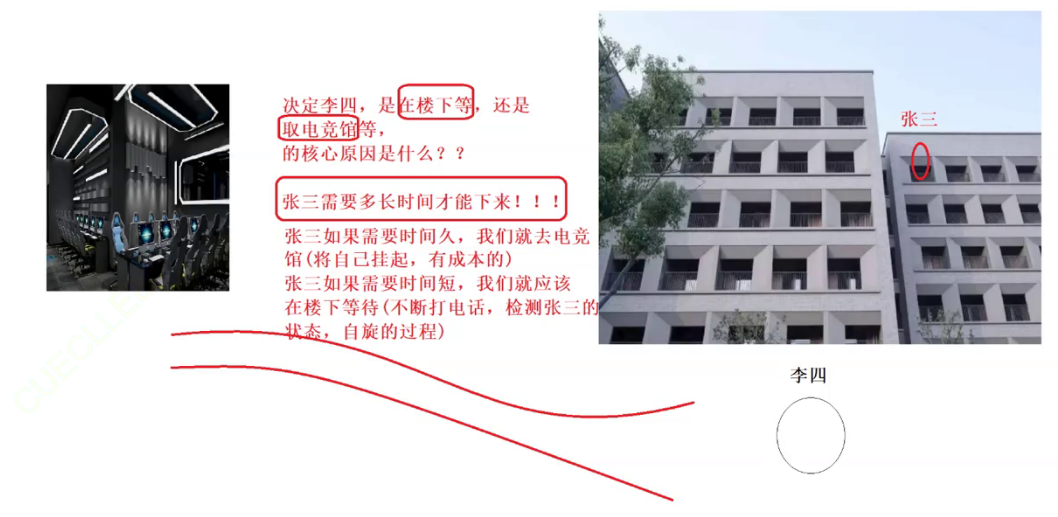 决定李四，是在楼下等，还是
取电竞馆等，
的核心原因是什么？？
张三需要多长时间才能下来！！！
张三如果需要时间久，我们就去电竞
馆(将自己挂起，有成本的)
张三如果需要时间短，我们就应该
在楼下等待(不断打电话，检测张三的
状态，自旋的过程)
张三
李四